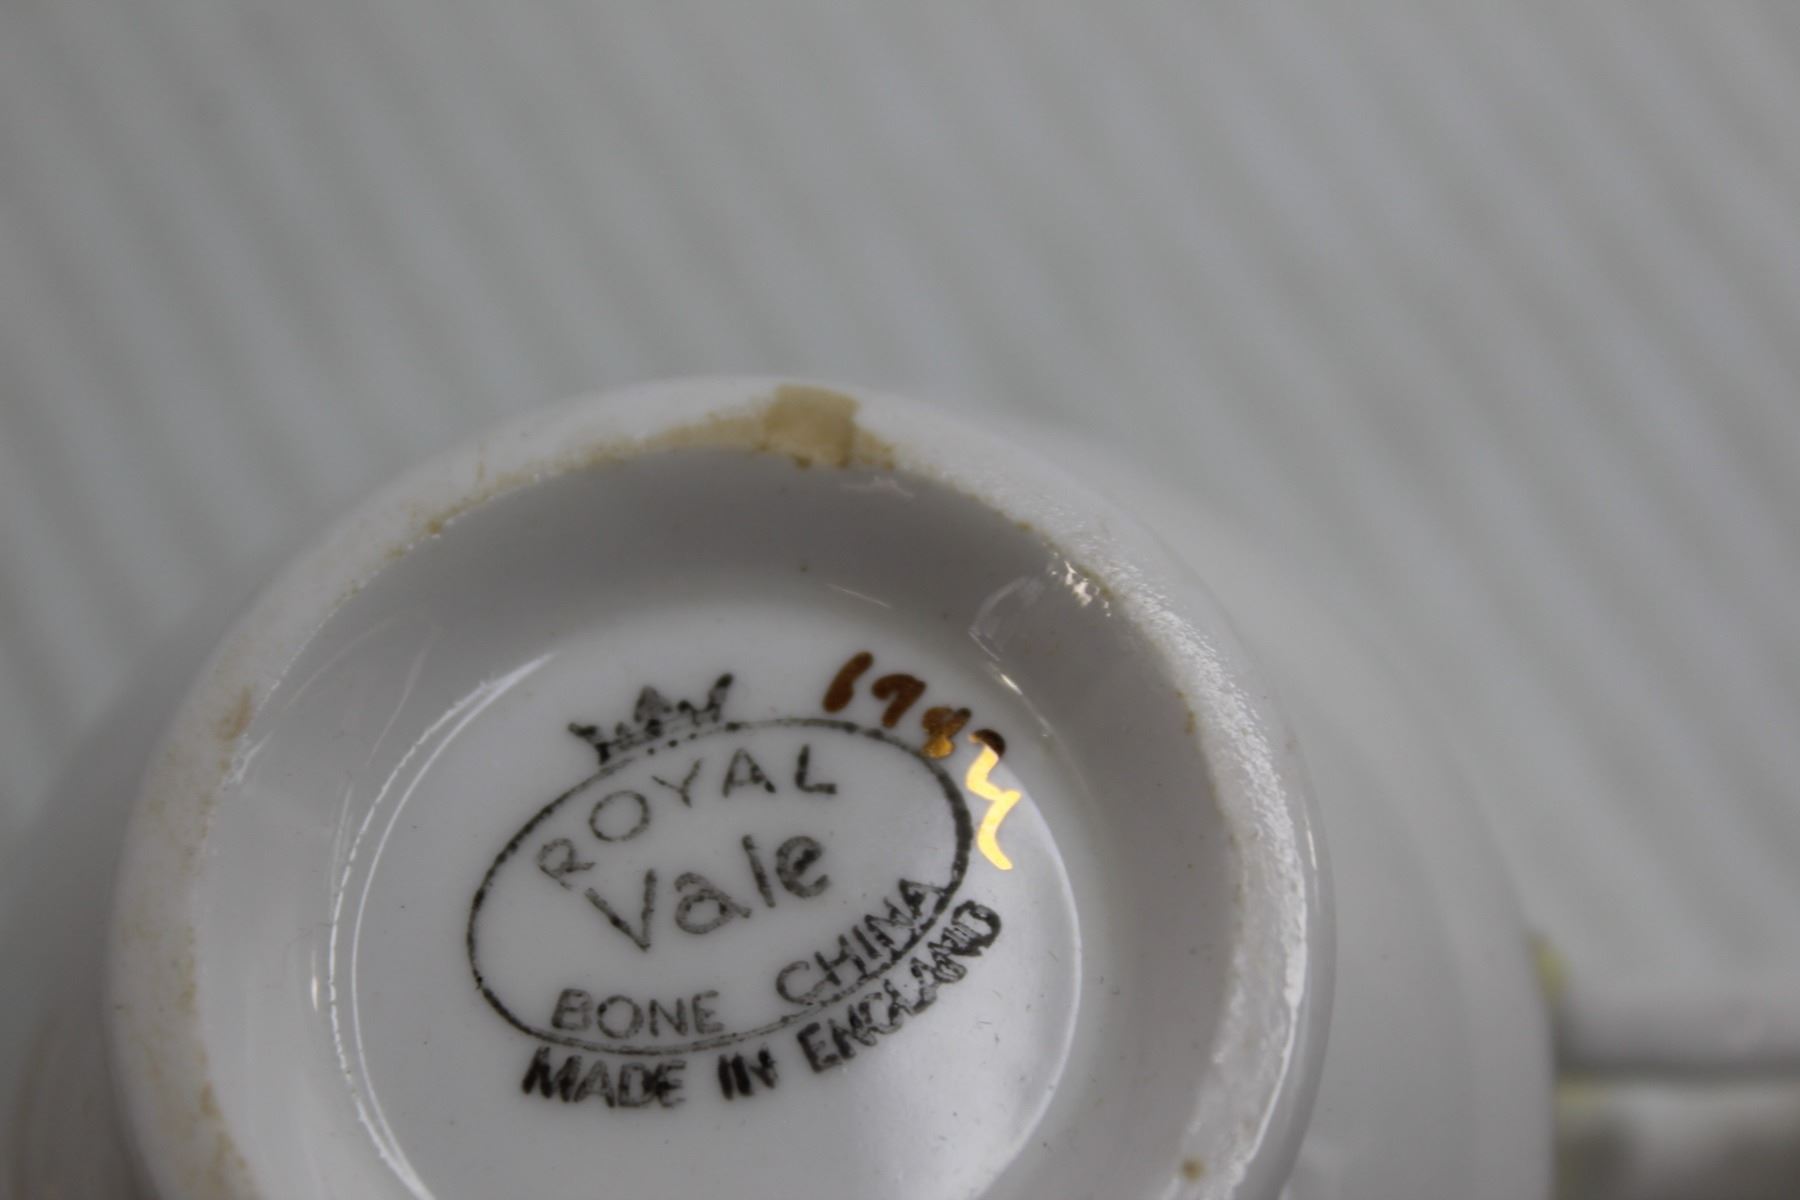 ROYAL
Vale
BONE CHINA
MADE IN ENGLAND